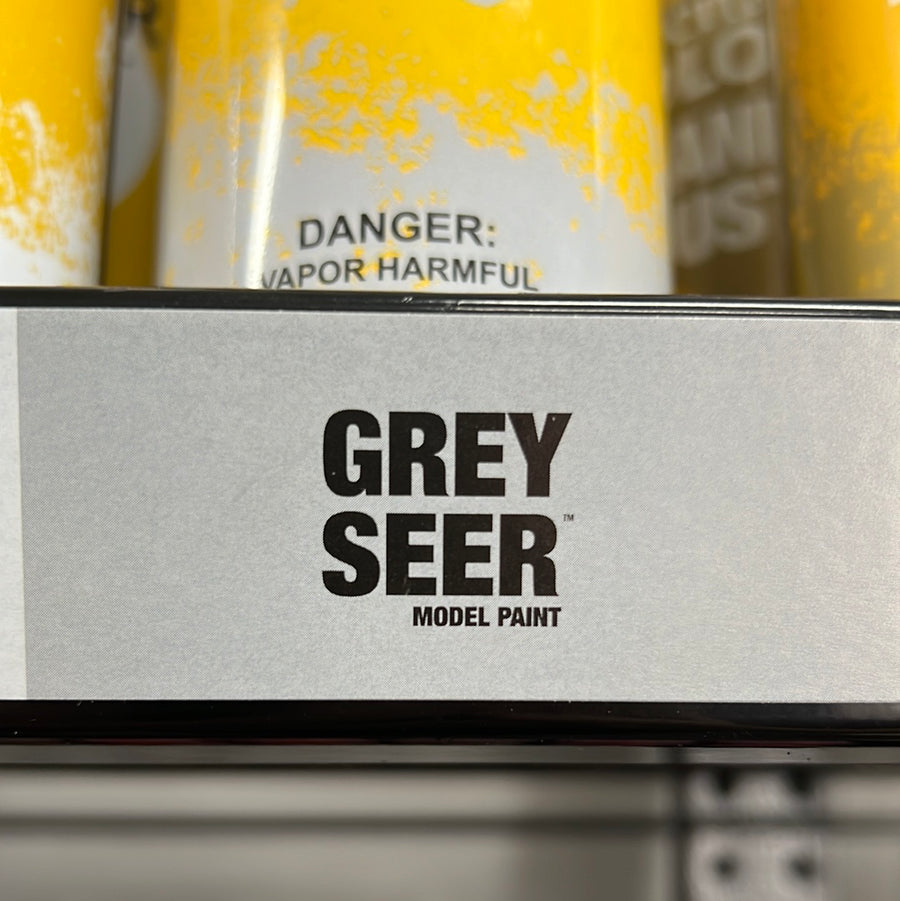 DANGER:
VAPOR HARMFUL
GREY
SEER™
MODEL PAINT